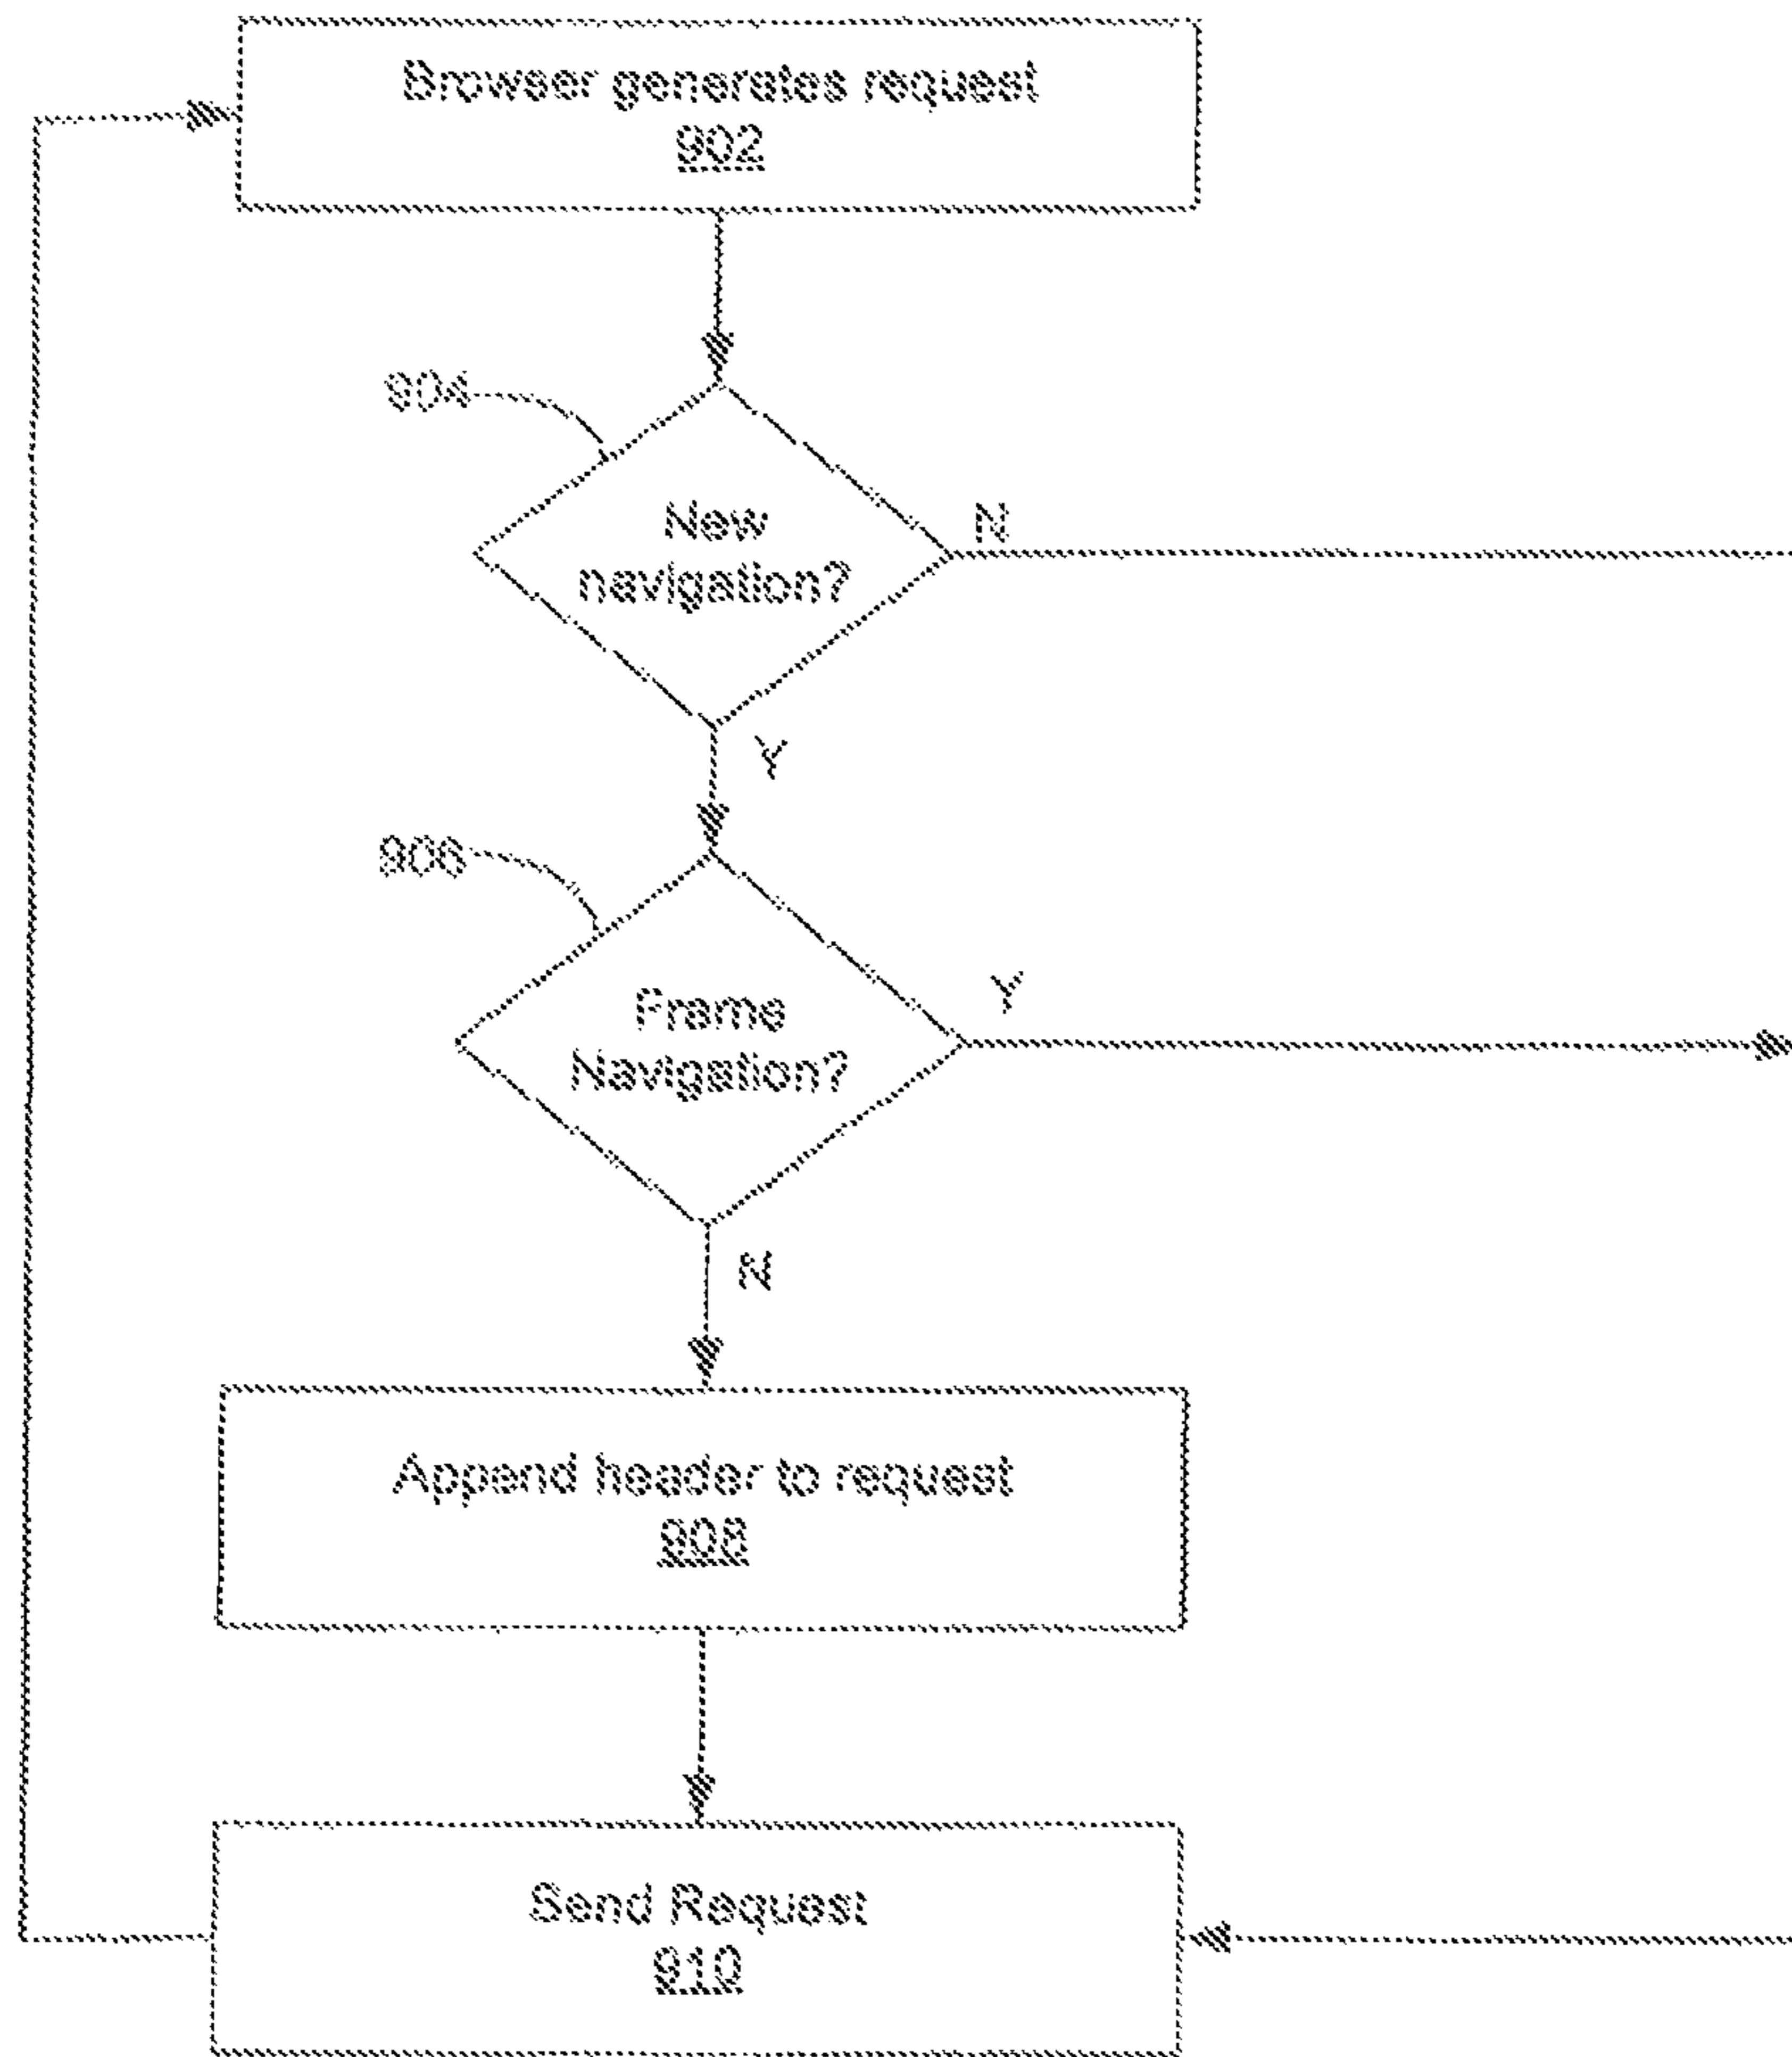 Browser generates request
902
904
New
navigation?
N
Y
906
Frame
Navigation?
Y
N
Append header to request
908
Send Request
910